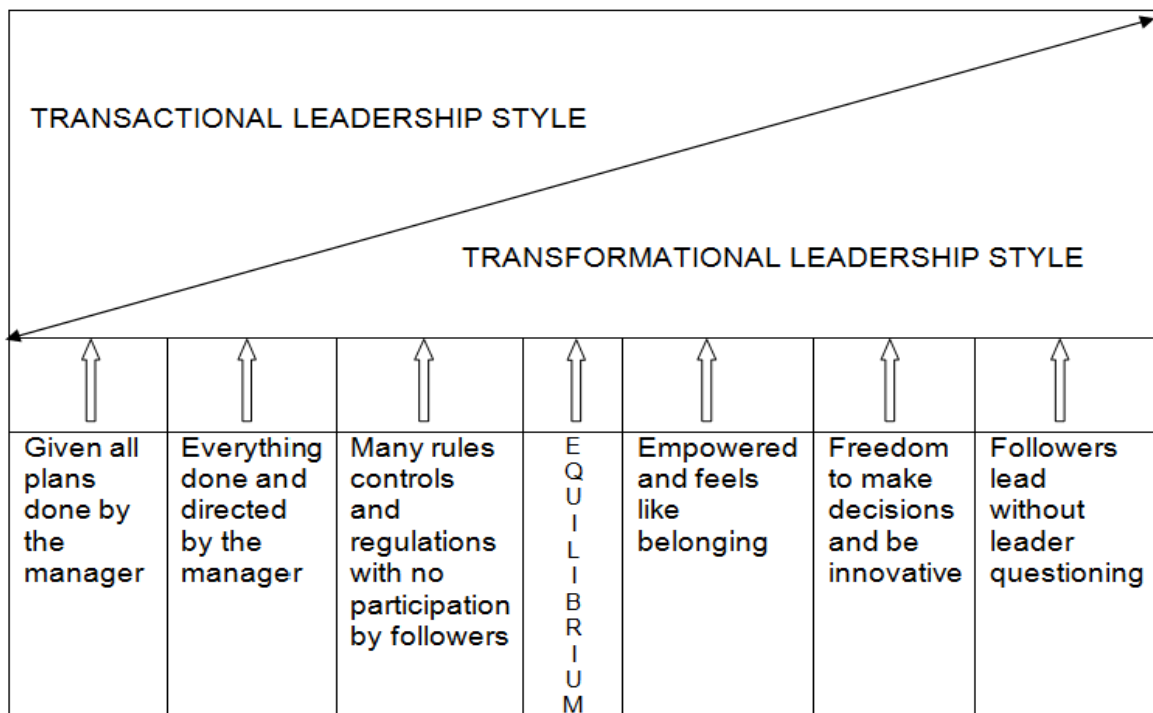 TRANSACTIONAL LEADERSHIP STYLE
TRANSFORMATIONAL LEADERSHIP STYLE
Given all
plans
done by
the
manager
Everything
done and
directed
by the
manager
Many rules
controls
and
regulations
with no
participation
by followers
E
Q
U
I
L
I
B
R
I
U
M
Empowered
and feels
like
belonging
Freedom
to make
decisions
and be
innovative
Followers
lead
without
leader
questioning